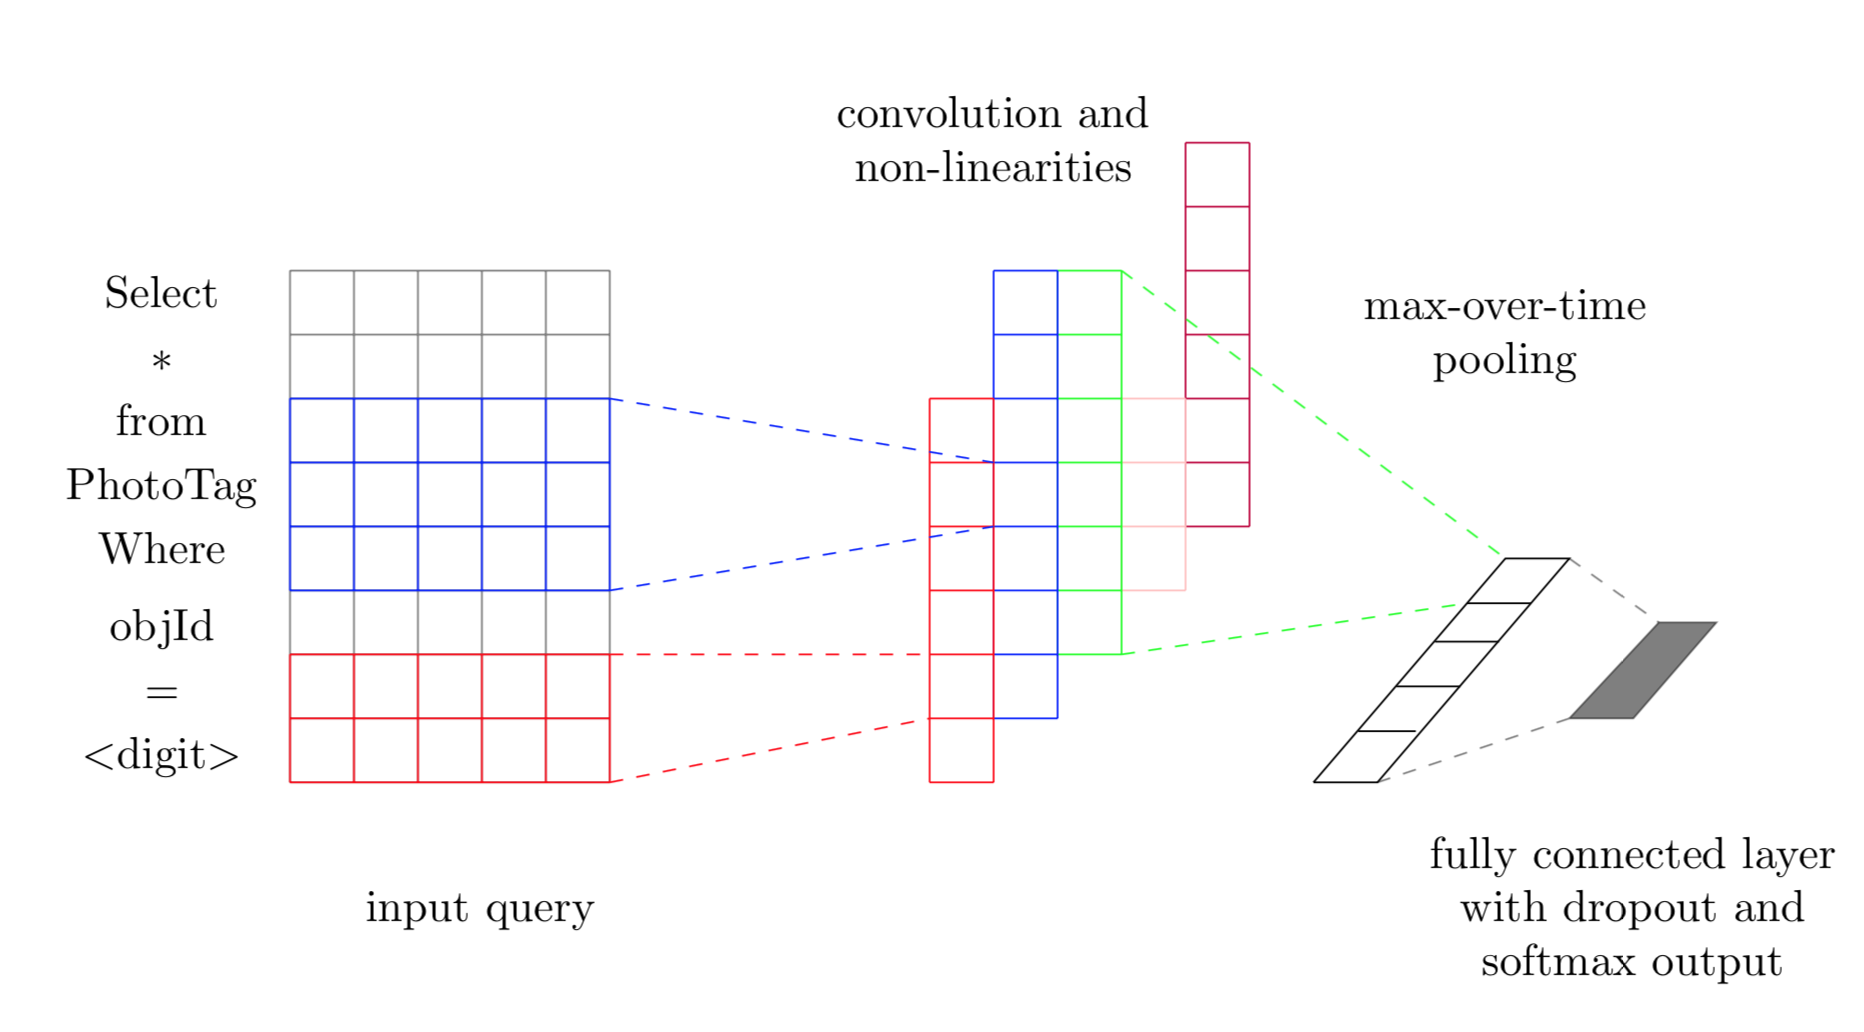 convolution and
non-linearities
Select
*
from
PhotoTag
Where
objId
=
<digit>
max-over-time
pooling
input query
fully connected layer
with dropout and
softmax output